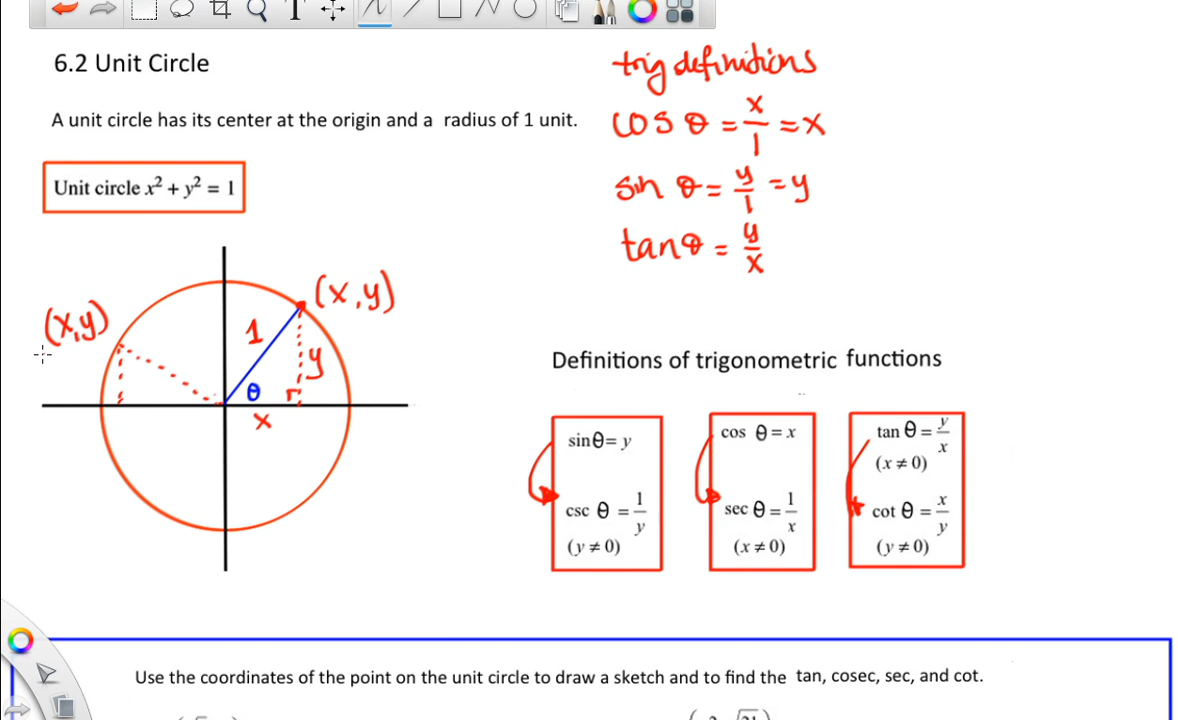 6.2 Unit Circle
A unit circle has its center at the origin and a radius of 1 unit.
Unit circle x² + y² = 1
trig definitions
cos θ = x/1 = x
sin θ = y/1 = y
tan θ = y/x
(x,y)
(x,y)
1
y
θ
x
Definitions of trigonometric functions
sinθ= y
csc θ = 1/y
(y ≠ 0)
cos θ = x
sec θ = 1/x
(x ≠ 0)
tan θ = y/x
(x ≠ 0)
cot θ = x/y
(y ≠ 0)
Use the coordinates of the point on the unit circle to draw a sketch and to find the tan, cosec, sec, and cot.